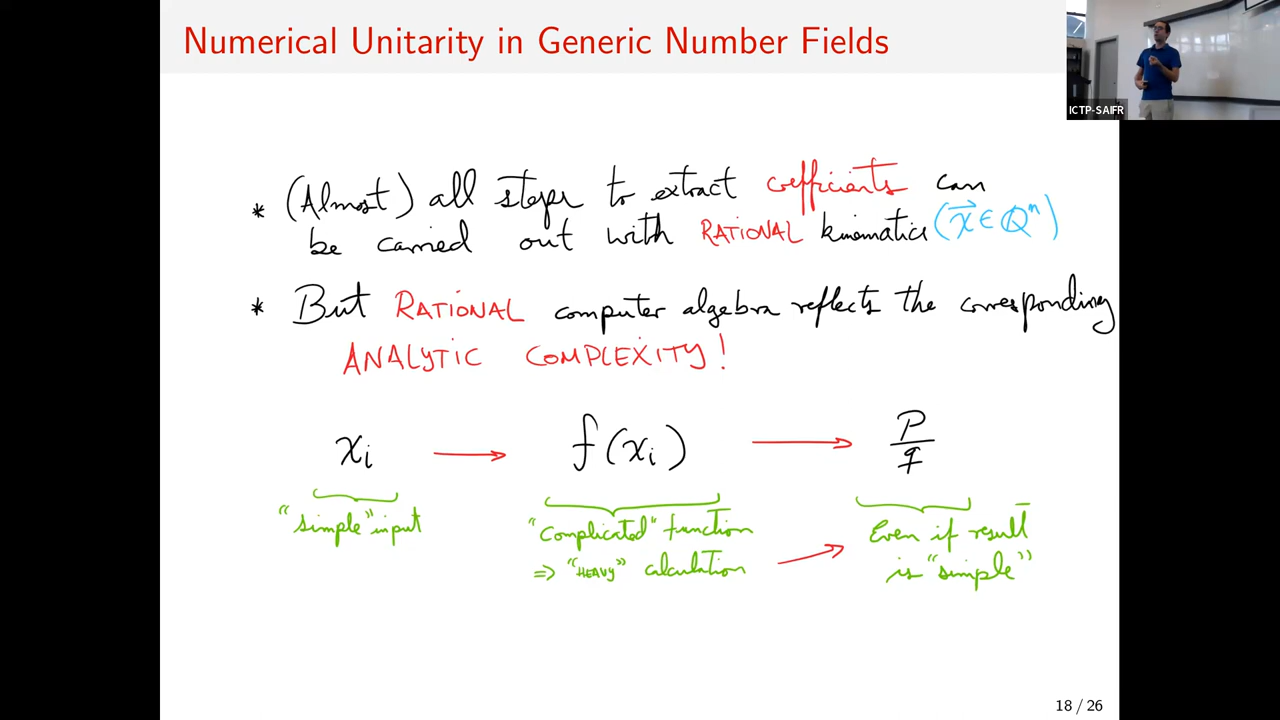 Numerical Unitarity in Generic Number Fields
ICTP-SAIFR
* (Almost) all steps to extract coefficients can
be carried out with RATIONAL kinematics (x⃗ ∈ ℚⁿ)
* But RATIONAL computer algebra reflects the corresponding
ANALYTIC COMPLEXITY!
xᵢ → f(xᵢ) → p/q
"simple" input
"Complicated" function
⇒ "HEAVY" calculation →
Even if result
is "simple"
18 / 26